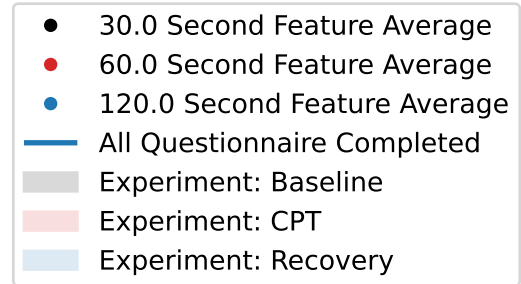 30.0 Second Feature Average
60.0 Second Feature Average
120.0 Second Feature Average
All Questionnaire Completed
Experiment: Baseline
Experiment: CPT
Experiment: Recovery